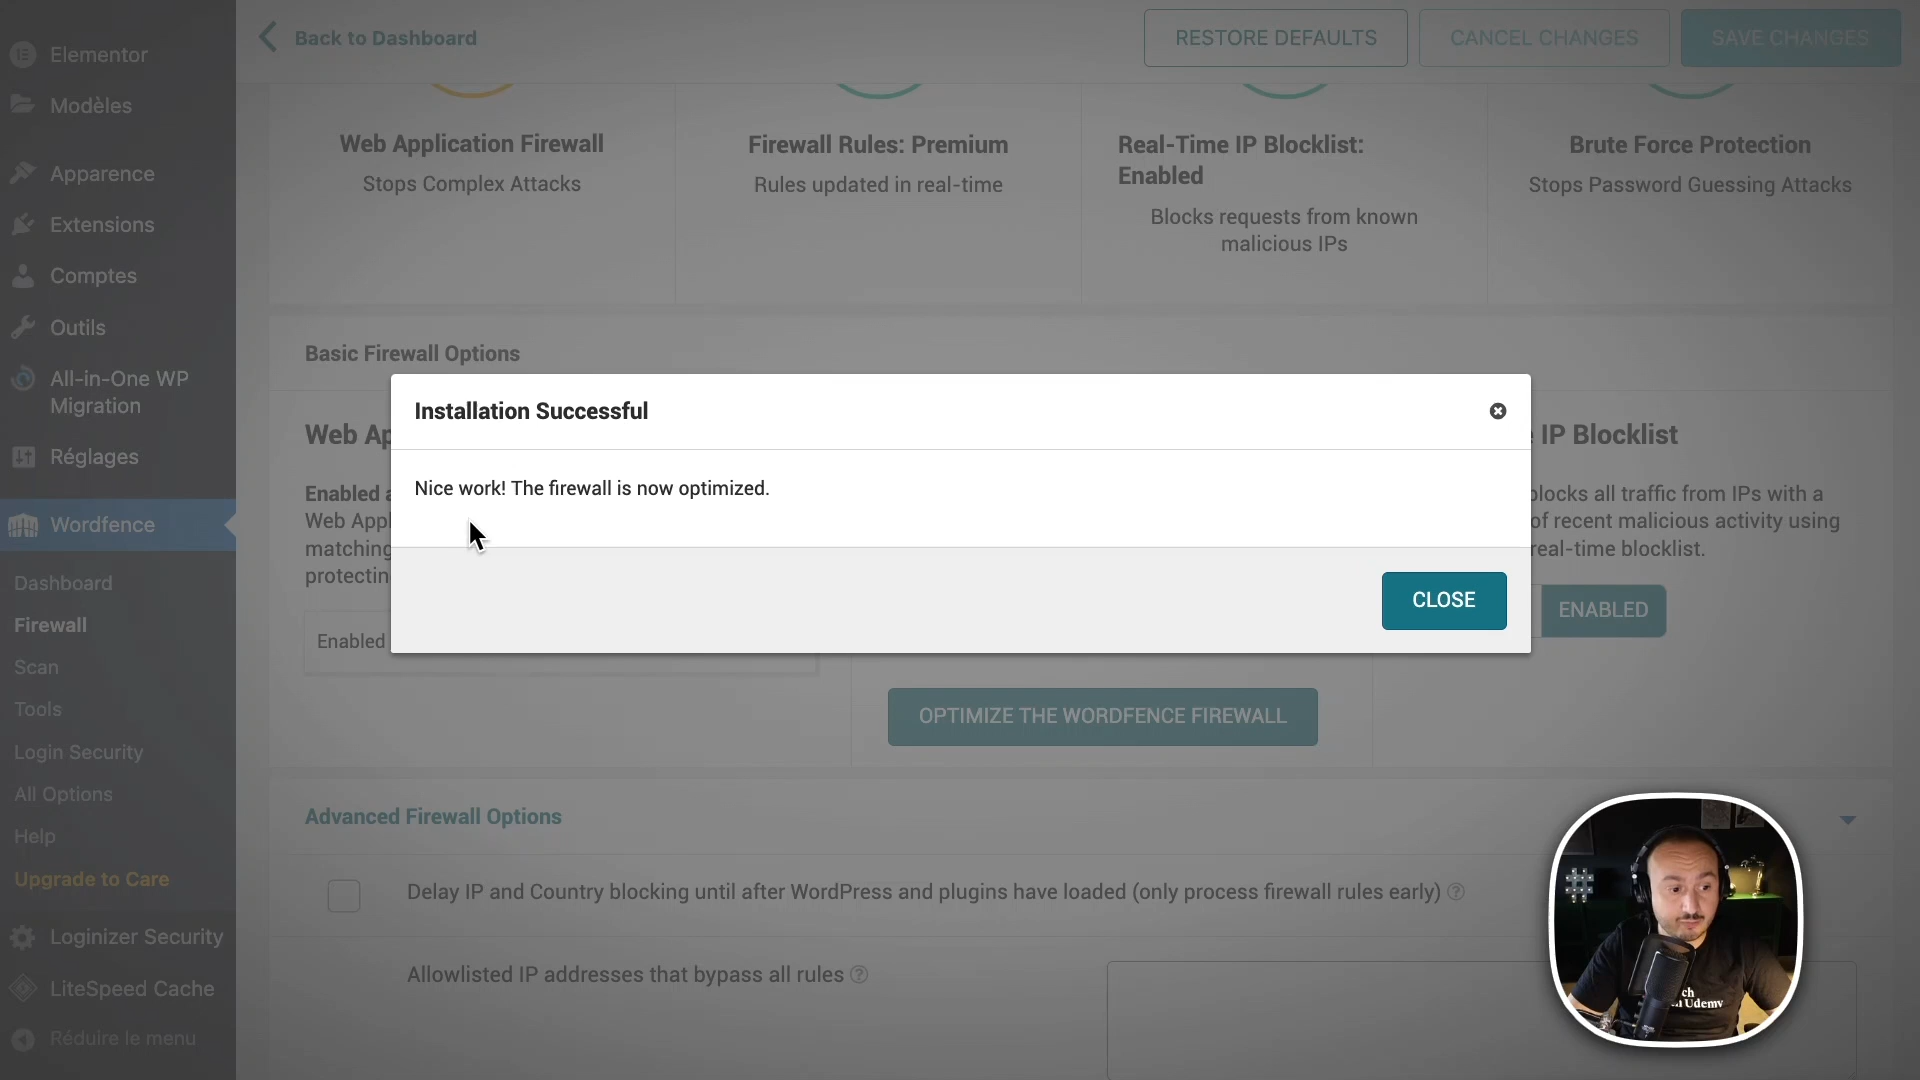 Elementor
Modèles
Apparence
Extensions
Comptes
Outils
All-in-One WP
Migration
Réglages
Wordfence
Dashboard
Firewall
Scan
Tools
Login Security
All Options
Help
Upgrade to Care
Loginizer Security
LiteSpeed Cache
Réduire le menu
Back to Dashboard
RESTORE DEFAULTS
CANCEL CHANGES
SAVE CHANGES
Web Application Firewall
Stops Complex Attacks
Firewall Rules: Premium
Rules updated in real-time
Real-Time IP Blocklist:
Enabled
Blocks requests from known
malicious IPs
Brute Force Protection
Stops Password Guessing Attacks
Basic Firewall Options
Installation Successful
Nice work! The firewall is now optimized.
CLOSE
Web Ap
Enabled a
Web Appl
matching
protectin
Enabled
OPTIMIZE THE WORDFENCE FIREWALL
IP Blocklist
blocks all traffic from IPs with a
of recent malicious activity using
real-time blocklist.
ENABLED
Advanced Firewall Options
Delay IP and Country blocking until after WordPress and plugins have loaded (only process firewall rules early)
Allowlisted IP addresses that bypass all rules
ch
Udemy